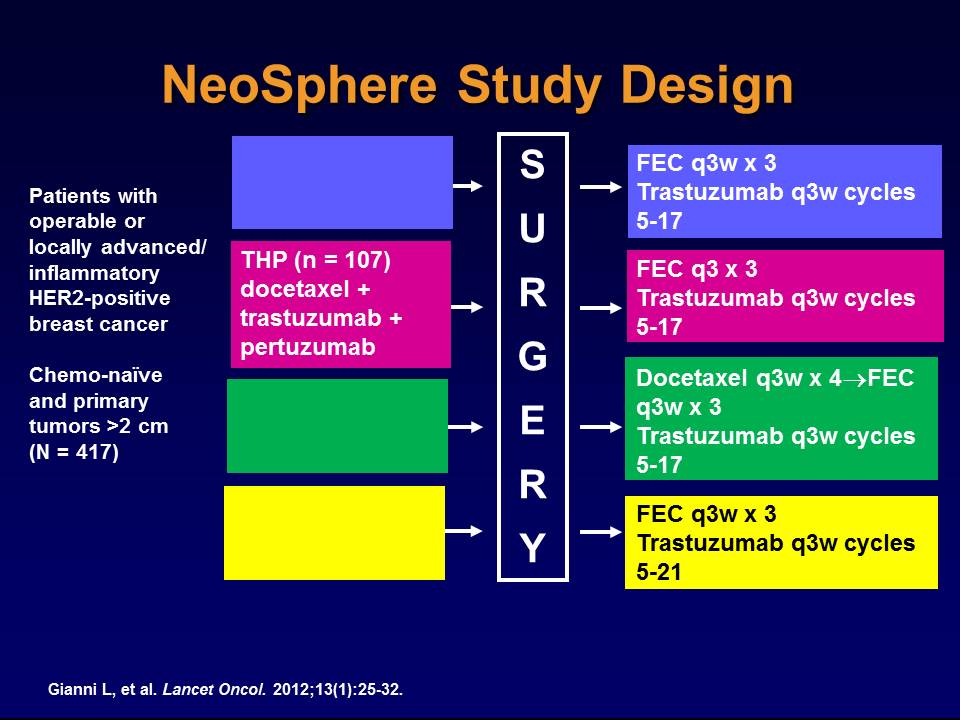 NeoSphere Study Design
Patients with
operable or
locally advanced/
inflammatory
HER2-positive
breast cancer
Chemo-naïve
and primary
tumors >2 cm
(N = 417)
THP (n = 107)
docetaxel +
trastuzumab +
pertuzumab
S
U
R
G
E
R
Y
FEC q3w x 3
Trastuzumab q3w cycles
5-17
FEC q3 x 3
Trastuzumab q3w cycles
5-17
Docetaxel q3w x 4→FEC
q3w x 3
Trastuzumab q3w cycles
5-17
FEC q3w x 3
Trastuzumab q3w cycles
5-21
Gianni L, et al. Lancet Oncol. 2012;13(1):25-32.